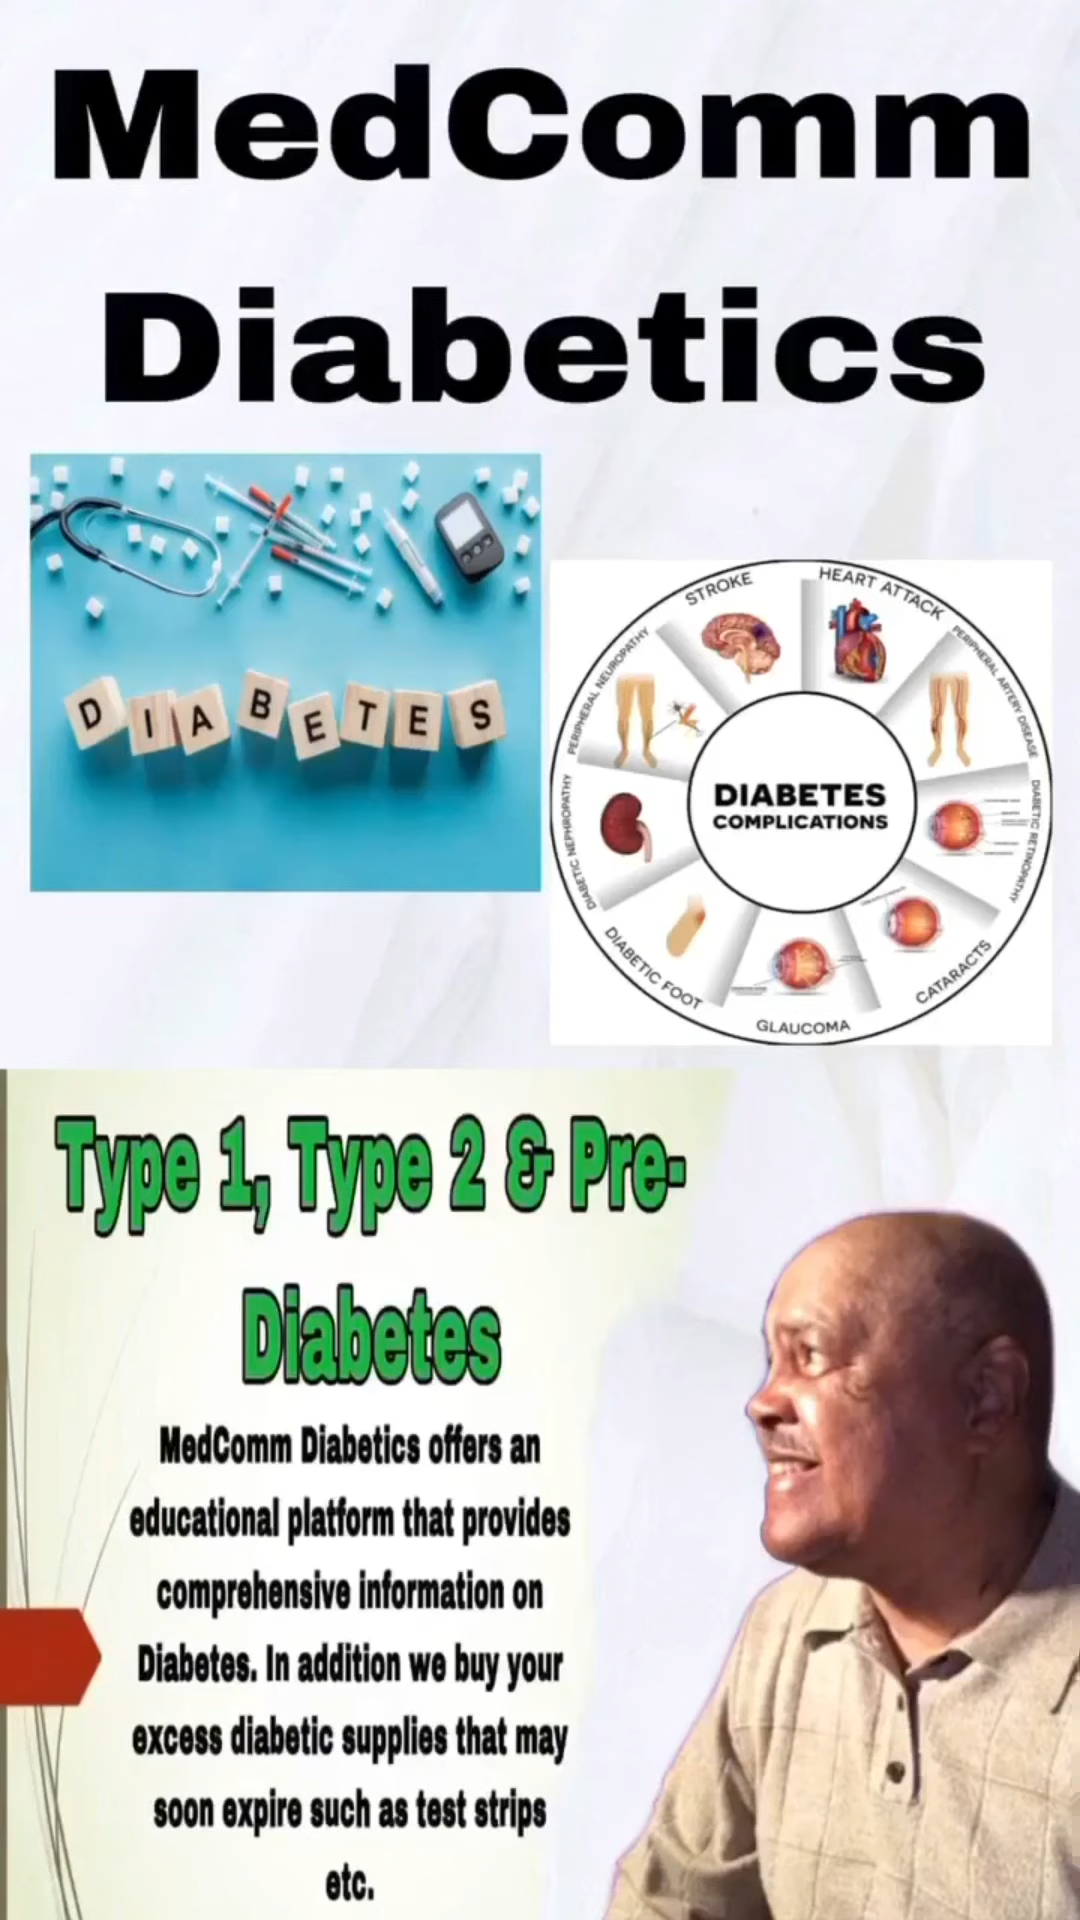 MedComm
Diabetics
DIABETES
STROKE
HEART ATTACK
PERIPHERAL ARTERY DISEASE
DIABETIC RETINOPATHY
CATARACTS
GLAUCOMA
DIABETIC FOOT
DIABETIC NEPHROPATHY
PERIPHERAL NEUROPATHY
DIABETES
COMPLICATIONS
Type 1, Type 2 & Pre-
Diabetes
MedComm Diabetics offers an
educational platform that provides
comprehensive information on
Diabetes. In addition we buy your
excess diabetic supplies that may
soon expire such as test strips
etc.